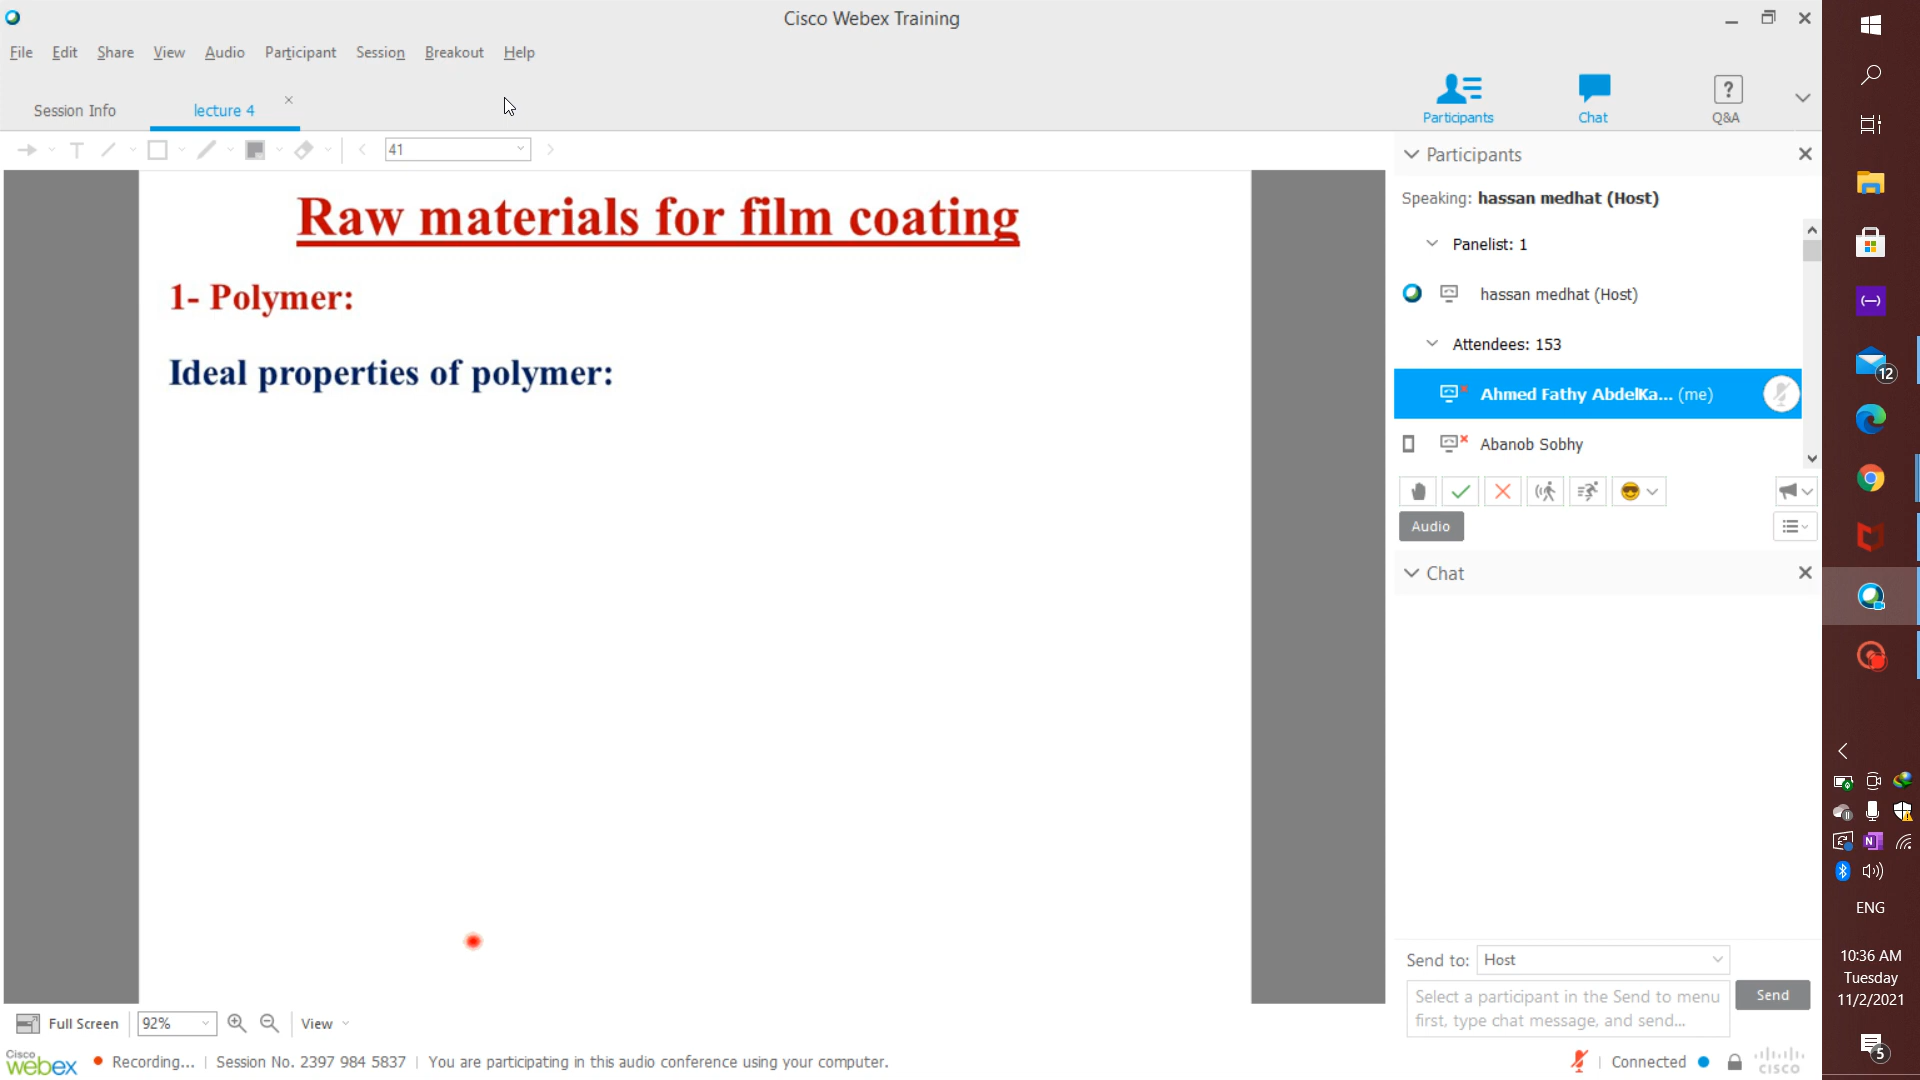 Cisco Webex Training
File Edit Share View Audio Participant Session Breakout Help
Session Info
lecture 4
Participants
Chat
?
Q&A
T
41
Raw materials for film coating
1- Polymer:
Ideal properties of polymer:
Participants
Speaking: hassan medhat (Host)
Panelist: 1
hassan medhat (Host)
Attendees: 153
Ahmed Fathy AbdelKa... (me)
Abanob Sobhy
Audio
Chat
Send to: Host
Select a participant in the Send to menu
first, type chat message, and send...
Send
Full Screen
92%
View
Cisco
webex
Recording...
Session No. 2397 984 5837
You are participating in this audio conference using your computer.
Connected
CISCO
12
N
ENG
10:36 AM
Tuesday
11/2/2021
5